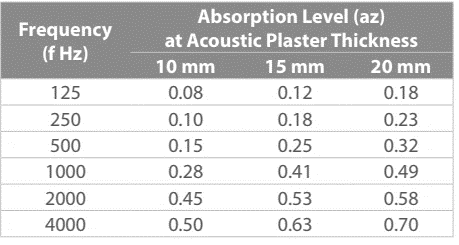 Frequency
(f Hz)
Absorption Level (az)
at Acoustic Plaster Thickness
10 mm 15 mm 20 mm
125 0.08 0.12 0.18
250 0.10 0.18 0.23
500 0.15 0.25 0.32
1000 0.28 0.41 0.49
2000 0.45 0.53 0.58
4000 0.50 0.63 0.70